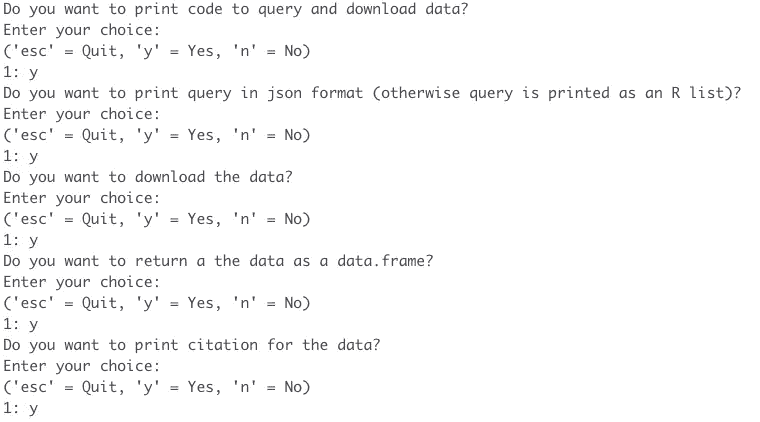 Do you want to print code to query and download data?
Enter your choice:
('esc' = Quit, 'y' = Yes, 'n' = No)
1: y
Do you want to print query in json format (otherwise query is printed as an R list)?
Enter your choice:
('esc' = Quit, 'y' = Yes, 'n' = No)
1: y
Do you want to download the data?
Enter your choice:
('esc' = Quit, 'y' = Yes, 'n' = No)
1: y
Do you want to return a the data as a data.frame?
Enter your choice:
('esc' = Quit, 'y' = Yes, 'n' = No)
1: y
Do you want to print citation for the data?
Enter your choice:
('esc' = Quit, 'y' = Yes, 'n' = No)
1: y